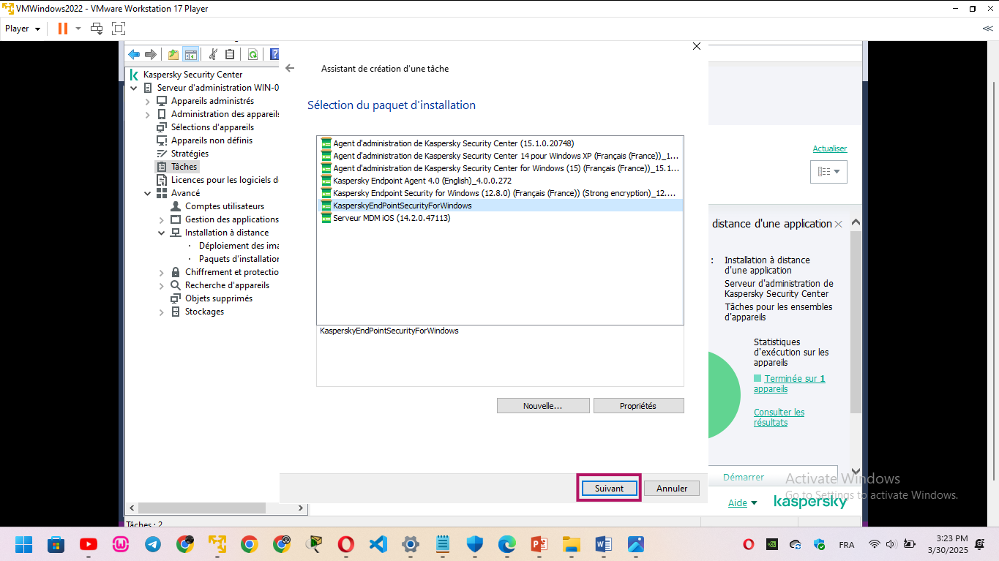 VMWindows2022 - VMware Workstation 17 Player
Player
Assistant de création d'une tâche
Sélection du paquet d'installation
Kaspersky Security Center
Serveur d'administration WIN-0
Appareils administrés
Administration des appareils
Sélections d'appareils
Appareils non définis
Stratégies
Tâches
Licences pour les logiciels d
Avancé
Comptes utilisateurs
Gestion des applications
Installation à distance
Déploiement des ima
Paquets d'installation
Chiffrement et protectio
Recherche d'appareils
Objets supprimés
Stockages
Tâches : 2
Agent d'administration de Kaspersky Security Center (15.1.0.20748)
Agent d'administration de Kaspersky Security Center 14 pour Windows XP (Français (France))_1...
Agent d'administration de Kaspersky Security Center for Windows (15) (Français (France))_15.1...
Kaspersky Endpoint Agent 4.0 (English)_4.0.0.272
Kaspersky Endpoint Security for Windows (12.8.0) (Français (France)) (Strong encryption)_12....
KasperskyEndPointSecurityForWindows
Serveur MDM iOS (14.2.0.47113)
KasperskyEndPointSecurityForWindows
Nouvelle...
Propriétés
Suivant
Annuler
Actualiser
distance d'une application
:
Installation à distance
d'une application
Serveur d'administration de
Kaspersky Security Center
Tâches pour les ensembles
d'appareils
Statistiques
d'exécution sur les
appareils
Terminée sur 1
appareils
Consulter les
résultats
Démarrer
Aide
kaspersky
Activate Windows
Go to Settings to activate Windows.
FRA
3:23 PM
3/30/2025